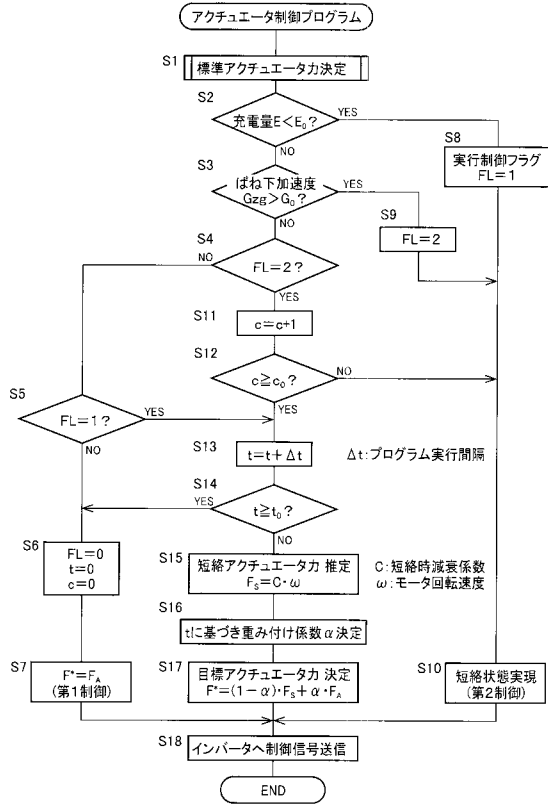 アクチュエータ制御プログラム
S1
標準アクチュエータ力決定
S2
充電量E<E₀?
YES
NO
S8
実行制御フラグ
FL=1
S3
ばね下加速度
Gzg>G₀?
YES
NO
S9
FL=2
S4
FL=2?
NO
YES
S11
c=c+1
S12
c≧c₀?
NO
YES
S5
FL=1?
YES
NO
S13
t=t+Δt
Δt:プログラム実行間隔
S14
t≧t₀?
YES
NO
S6
FL=0
t=0
c=0
S15
短絡アクチュエータ力 推定
Fs=C・ω
C:短絡時減衰係数
ω:モータ回転速度
S16
tに基づき重み付け係数α決定
S7
F*=FA
(第1制御)
S17
目標アクチュエータ力 決定
F*=(1-α)・Fs+α・FA
S10
短絡状態実現
(第2制御)
S18
インバータへ制御信号送信
END